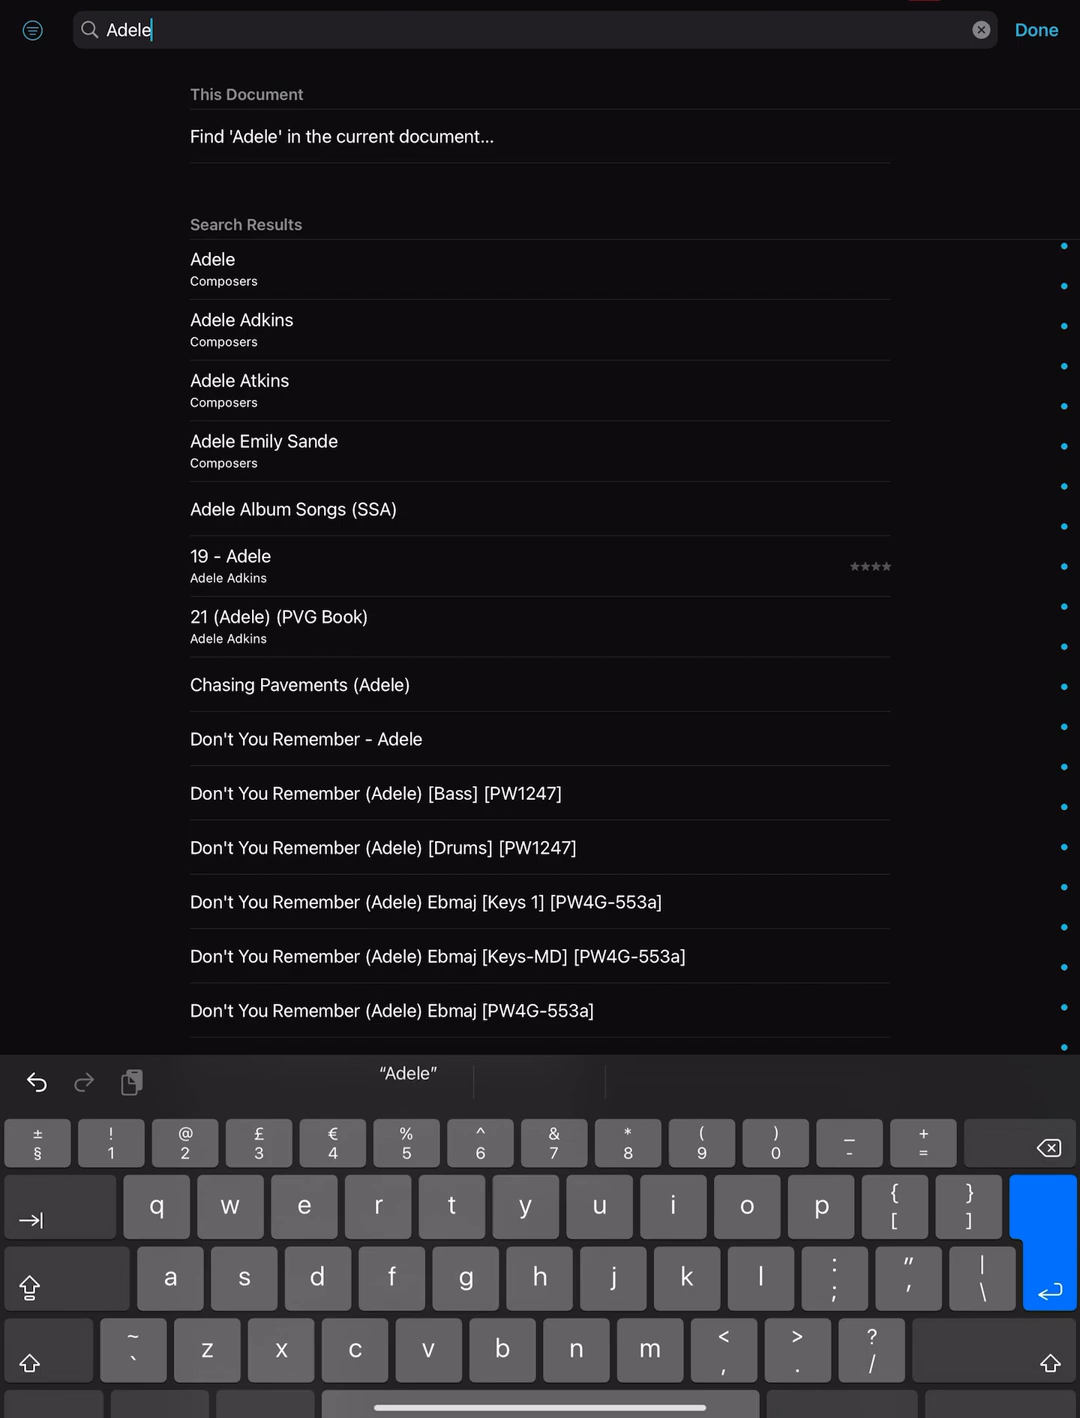 Adele
Done
This Document
Find 'Adele' in the current document...
Search Results
Adele
Composers
Adele Adkins
Composers
Adele Atkins
Composers
Adele Emily Sande
Composers
Adele Album Songs (SSA)
19 - Adele
Adele Adkins
★★★★
21 (Adele) (PVG Book)
Adele Adkins
Chasing Pavements (Adele)
Don't You Remember - Adele
Don't You Remember (Adele) [Bass] [PW1247]
Don't You Remember (Adele) [Drums] [PW1247]
Don't You Remember (Adele) Ebmaj [Keys 1] [PW4G-553a]
Don't You Remember (Adele) Ebmaj [Keys-MD] [PW4G-553a]
Don't You Remember (Adele) Ebmaj [PW4G-553a]
“Adele”
± ! @ £ € % ^ & * ( ) _ +
§ 1 2 3 4 5 6 7 8 9 0 - =
q w e r t y u i o p { }
[ ]
a s d f g h j k l : " |
; ' \
~ z x c v b n m < > ?
` , . /